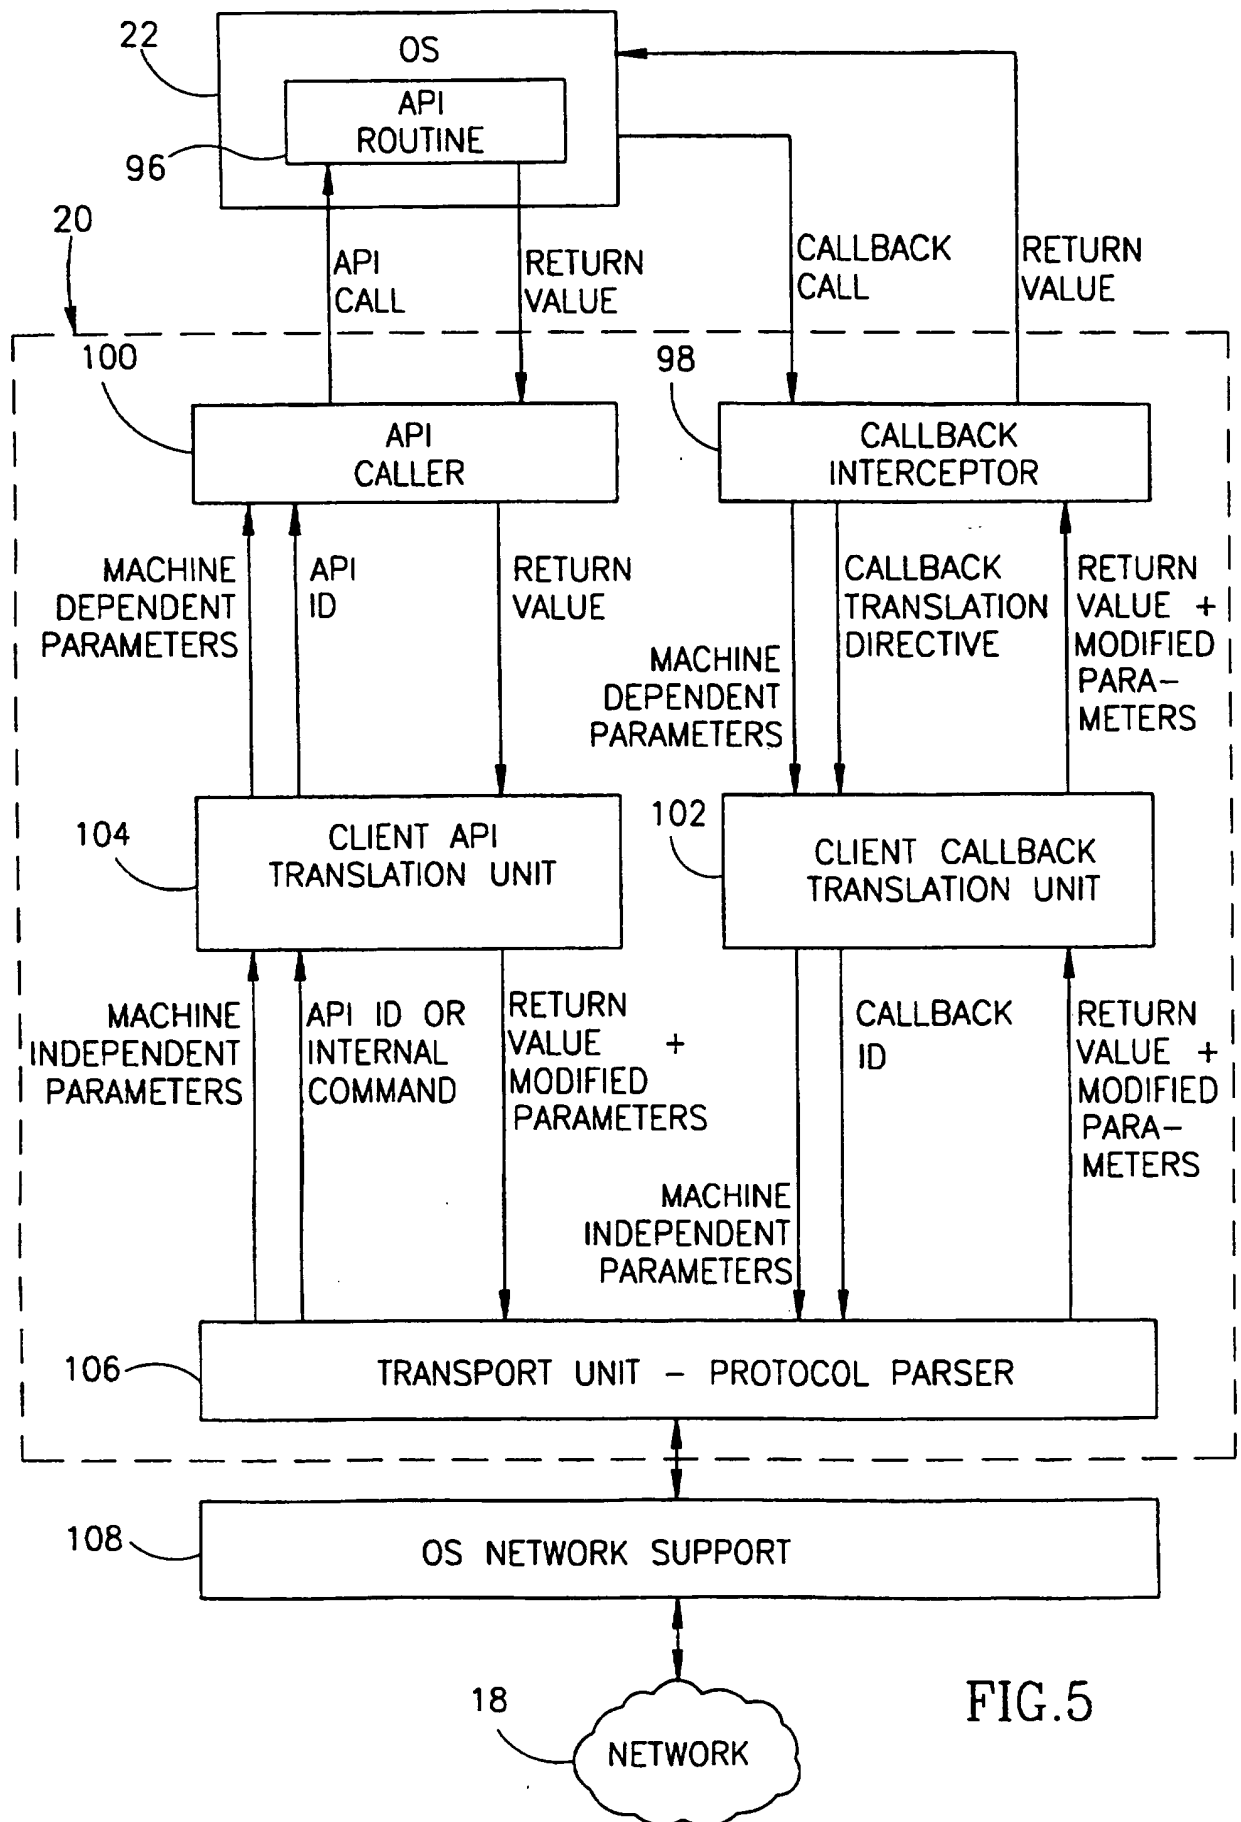 22
OS
API
ROUTINE
96
20
API
CALL
RETURN
VALUE
CALLBACK
CALL
RETURN
VALUE
100
98
API
CALLER
CALLBACK
INTERCEPTOR
MACHINE
DEPENDENT
PARAMETERS
API
ID
RETURN
VALUE
MACHINE
DEPENDENT
PARAMETERS
CALLBACK
TRANSLATION
DIRECTIVE
RETURN
VALUE +
MODIFIED
PARA-
METERS
104
CLIENT API
TRANSLATION UNIT
102
CLIENT CALLBACK
TRANSLATION UNIT
MACHINE
INDEPENDENT
PARAMETERS
API ID OR
INTERNAL
COMMAND
RETURN
VALUE +
MODIFIED
PARAMETERS
MACHINE
INDEPENDENT
PARAMETERS
CALLBACK
ID
RETURN
VALUE +
MODIFIED
PARA-
METERS
106
TRANSPORT UNIT - PROTOCOL PARSER
108
OS NETWORK SUPPORT
18
NETWORK
FIG.5